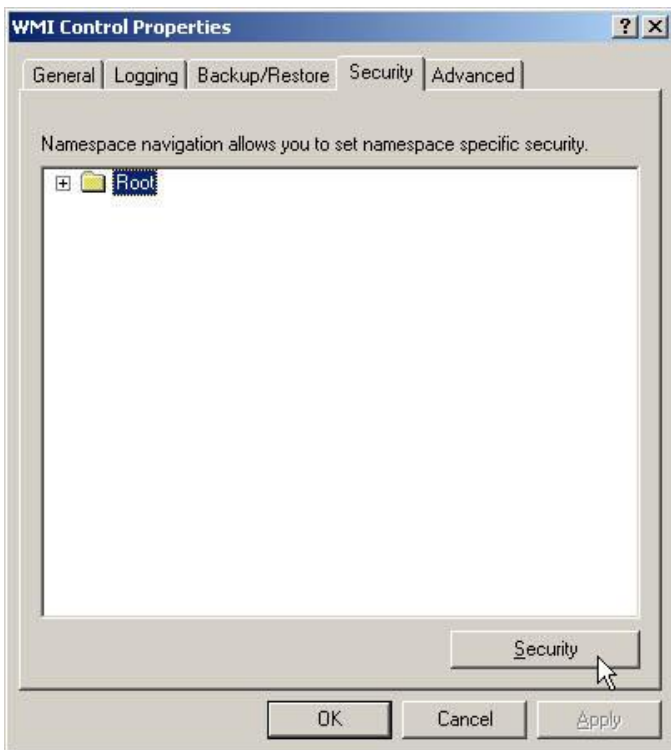 WMI Control Properties
General Logging Backup/Restore Security Advanced
Namespace navigation allows you to set namespace specific security.
Root
Security
OK Cancel Apply